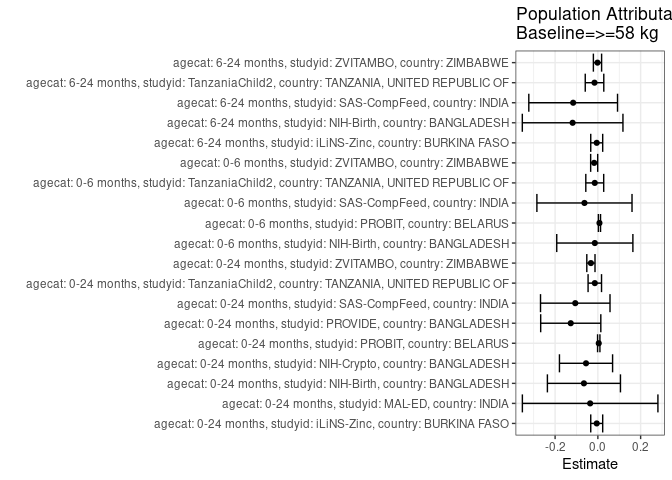 Population Attributa
Baseline=>=58 kg
agecat: 6-24 months, studyid: ZVITAMBO, country: ZIMBABWE
agecat: 6-24 months, studyid: TanzaniaChild2, country: TANZANIA, UNITED REPUBLIC OF
agecat: 6-24 months, studyid: SAS-CompFeed, country: INDIA
agecat: 6-24 months, studyid: NIH-Birth, country: BANGLADESH
agecat: 6-24 months, studyid: iLiNS-Zinc, country: BURKINA FASO
agecat: 0-6 months, studyid: ZVITAMBO, country: ZIMBABWE
agecat: 0-6 months, studyid: TanzaniaChild2, country: TANZANIA, UNITED REPUBLIC OF
agecat: 0-6 months, studyid: SAS-CompFeed, country: INDIA
agecat: 0-6 months, studyid: PROBIT, country: BELARUS
agecat: 0-6 months, studyid: NIH-Birth, country: BANGLADESH
agecat: 0-24 months, studyid: ZVITAMBO, country: ZIMBABWE
agecat: 0-24 months, studyid: TanzaniaChild2, country: TANZANIA, UNITED REPUBLIC OF
agecat: 0-24 months, studyid: SAS-CompFeed, country: INDIA
agecat: 0-24 months, studyid: PROVIDE, country: BANGLADESH
agecat: 0-24 months, studyid: PROBIT, country: BELARUS
agecat: 0-24 months, studyid: NIH-Crypto, country: BANGLADESH
agecat: 0-24 months, studyid: NIH-Birth, country: BANGLADESH
agecat: 0-24 months, studyid: MAL-ED, country: INDIA
agecat: 0-24 months, studyid: iLiNS-Zinc, country: BURKINA FASO
-0.2 0.0 0.2
Estimate